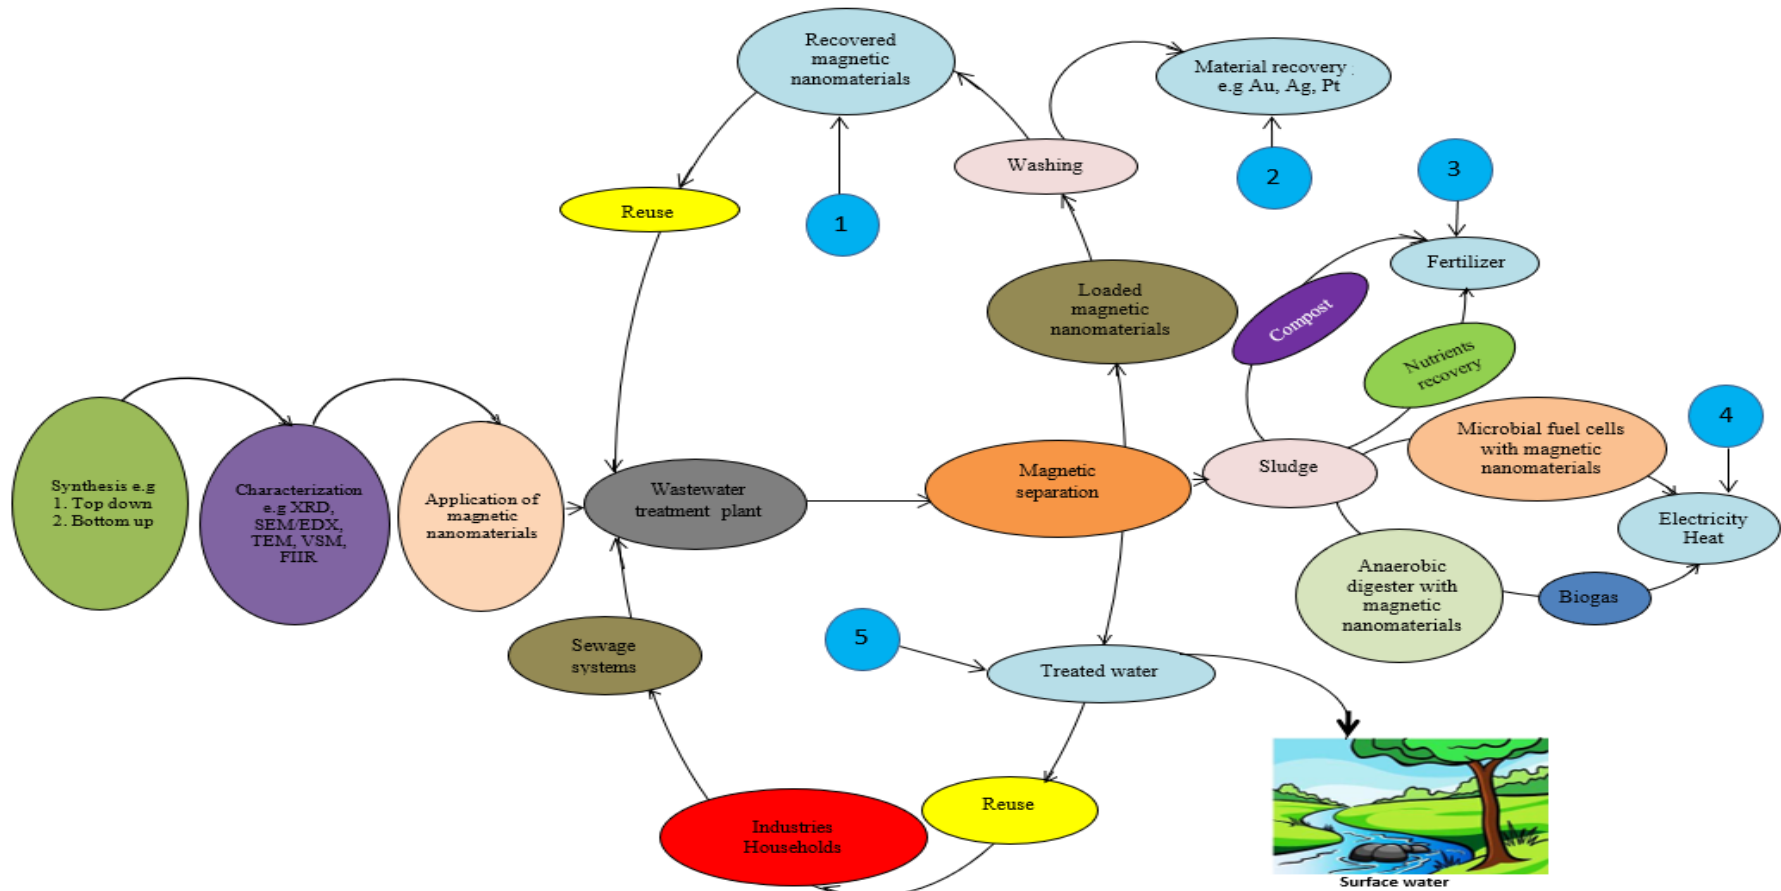 Recovered
magnetic
nanomaterials
Material recovery :
e.g Au, Ag, Pt
Washing
1
2
3
Reuse
Fertilizer
Loaded
magnetic
nanomaterials
Compost
Nutrients
recovery
4
Microbial fuel cells
with magnetic
nanomaterials
Synthesis e.g
1. Top down
2. Bottom up
Characterization
e.g XRD,
SEM/EDX,
TEM, VSM,
FIIR
Application of
magnetic
nanomaterials
Wastewater
treatment plant
Magnetic
separation
Sludge
Electricity
Heat
Anaerobic
digester with
magnetic
nanomaterials
Biogas
Sewage
systems
5
Treated water
Reuse
Industries
Households
Surface water